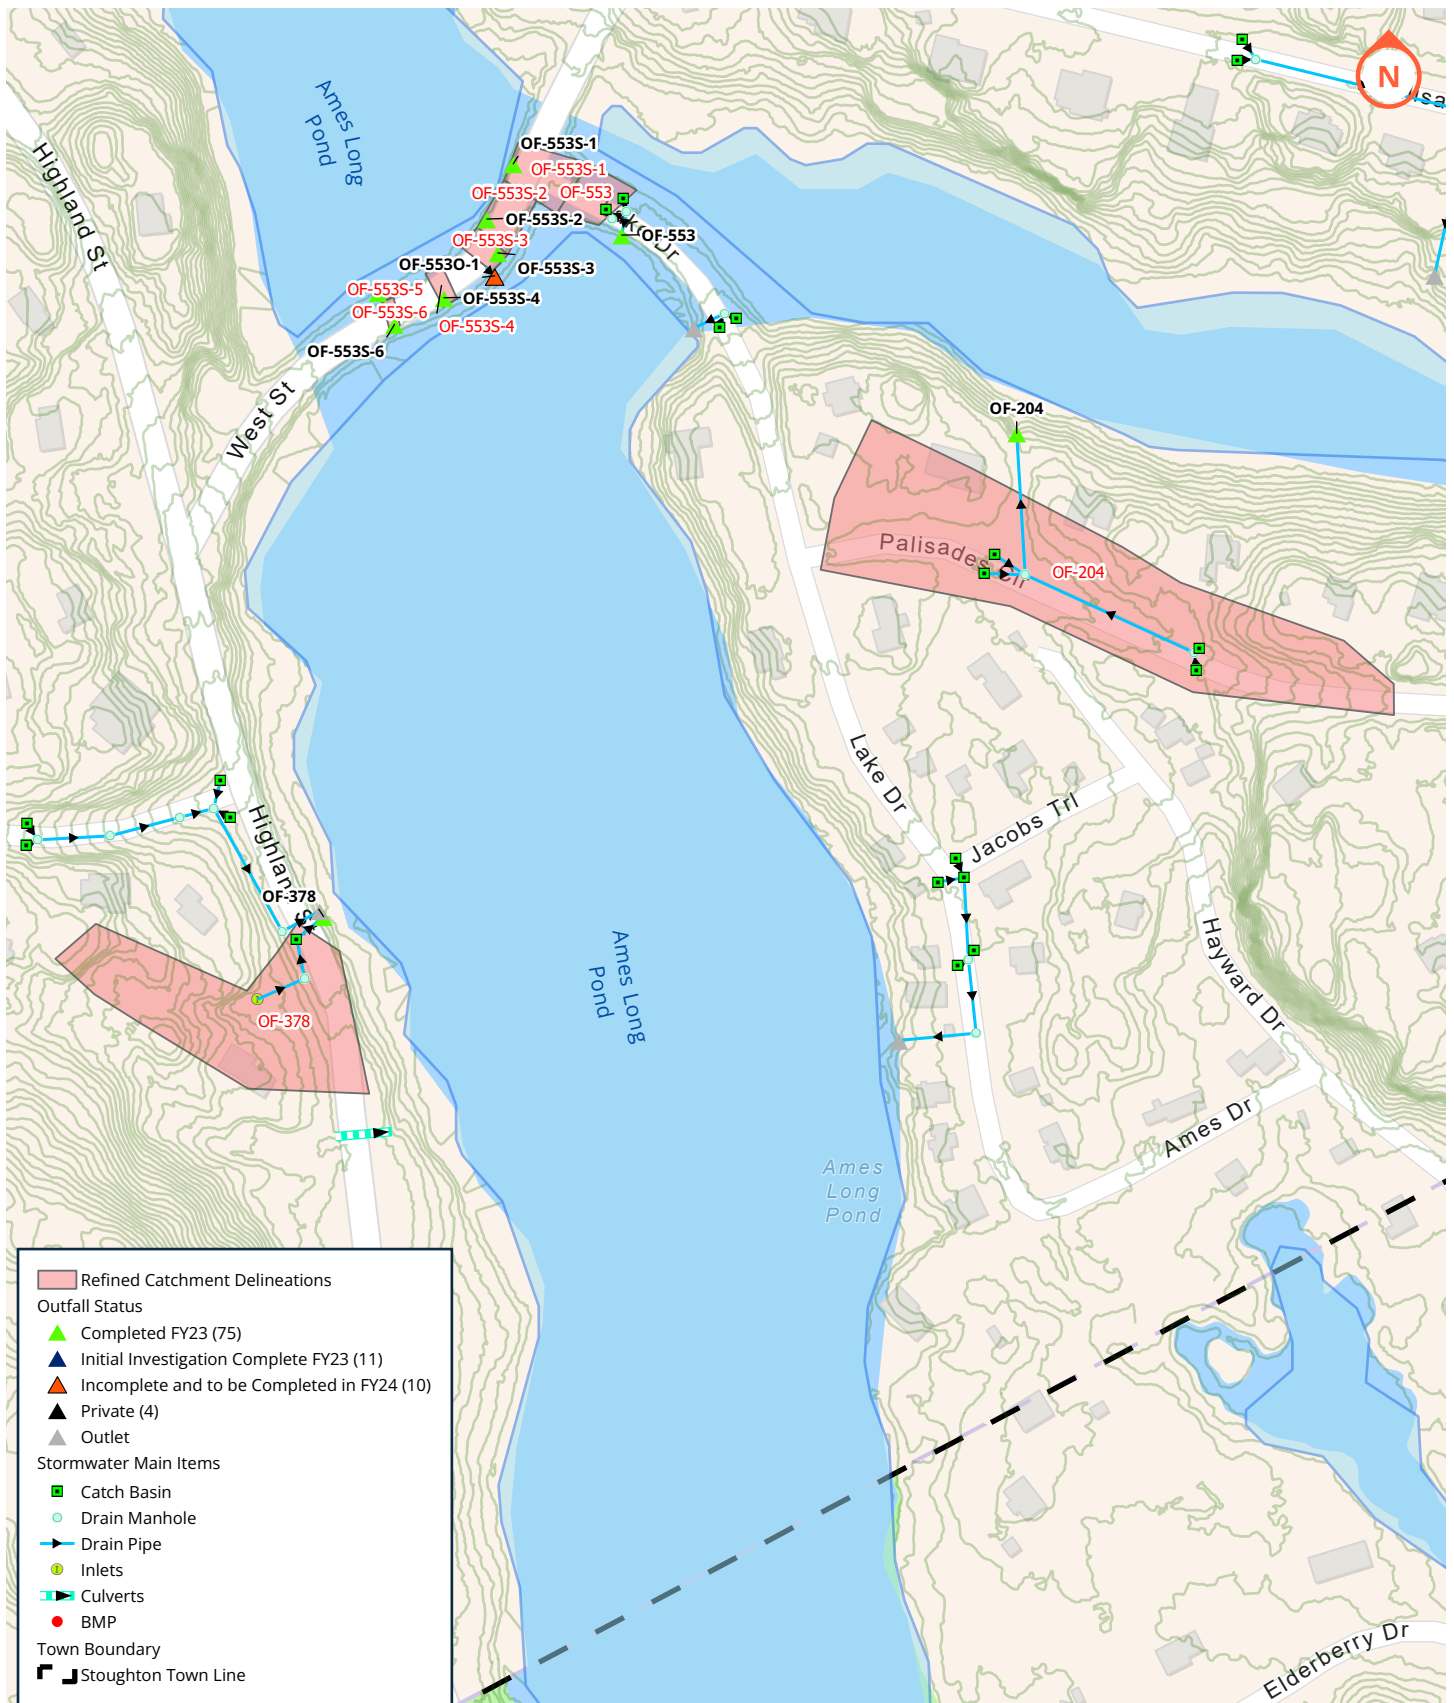 N
Ames Long
Pond
Highland St
OF-553S-1
OF-553S-1
OF-553S-2
OF-553
OF-553S-2
OF-553
OF-553S-3
OF-553O-1
OF-553S-3
OF-553S-5
OF-553S-4
OF-553S-6
OF-553S-4
OF-553S-6
West St
OF-204
Palisades Cir
OF-204
Lake Dr
Jacobs Trl
Highland S
OF-378
OF-378
Ames Long
Pond
Hayward Dr
Ames Dr
Ames
Long
Pond
Elderberry Dr
Refined Catchment Delineations
Outfall Status
Completed FY23 (75)
Initial Investigation Complete FY23 (11)
Incomplete and to be Completed in FY24 (10)
Private (4)
Outlet
Stormwater Main Items
Catch Basin
Drain Manhole
Drain Pipe
Inlets
Culverts
BMP
Town Boundary
Stoughton Town Line